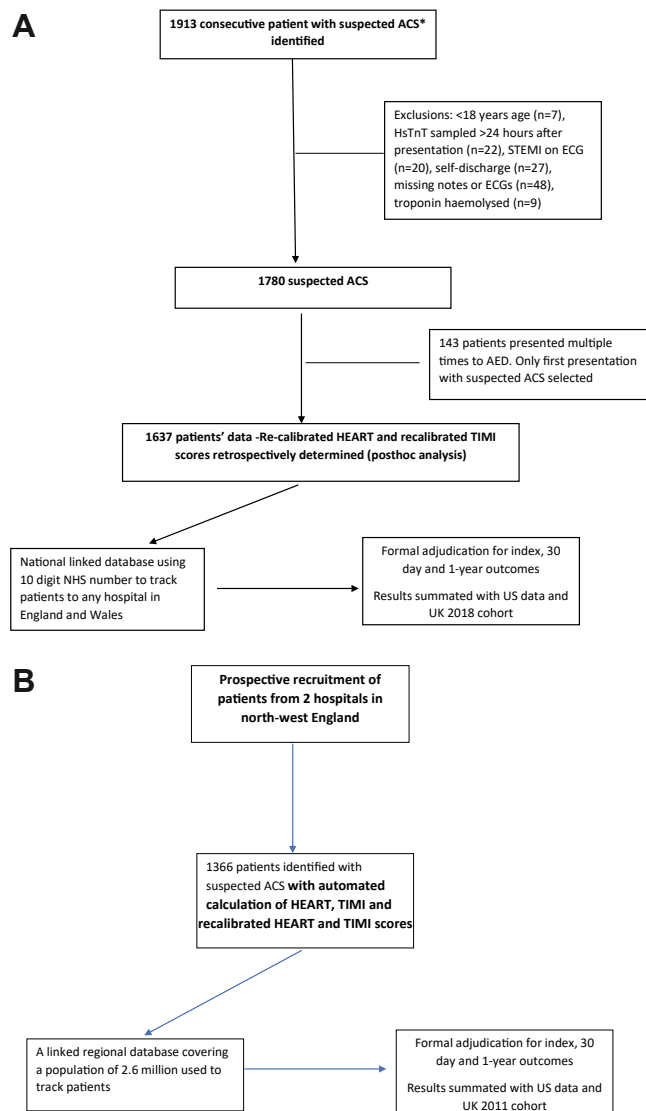 A
1913 consecutive patient with suspected ACS*
identified
Exclusions: <18 years age (n=7),
HsTnT sampled >24 hours after
presentation (n=22), STEMI on ECG
(n=20), self-discharge (n=27),
missing notes or ECGs (n=48),
troponin haemolysed (n=9)
1780 suspected ACS
143 patients presented multiple
times to AED. Only first presentation
with suspected ACS selected
1637 patients’ data -Re-calibrated HEART and recalibrated TIMI
scores retrospectively determined (posthoc analysis)
National linked database using
10 digit NHS number to track
patients to any hospital in
England and Wales
Formal adjudication for index, 30
day and 1-year outcomes
Results summated with US data and
UK 2018 cohort
B
Prospective recruitment of
patients from 2 hospitals in
north-west England
1366 patients identified with
suspected ACS with automated
calculation of HEART, TIMI and
recalibrated HEART and TIMI scores
A linked regional database covering
a population of 2.6 million used to
track patients
Formal adjudication for index, 30
day and 1-year outcomes
Results summated with US data and
UK 2011 cohort